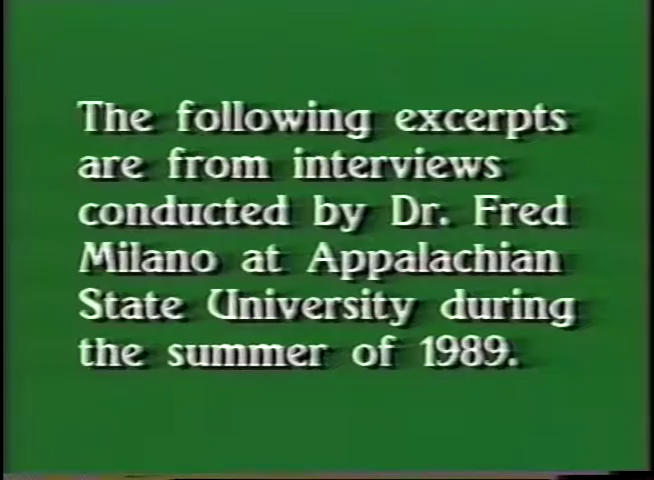 The following excerpts
are from interviews
conducted by Dr. Fred
Milano at Appalachian
State University during
the summer of 1989.